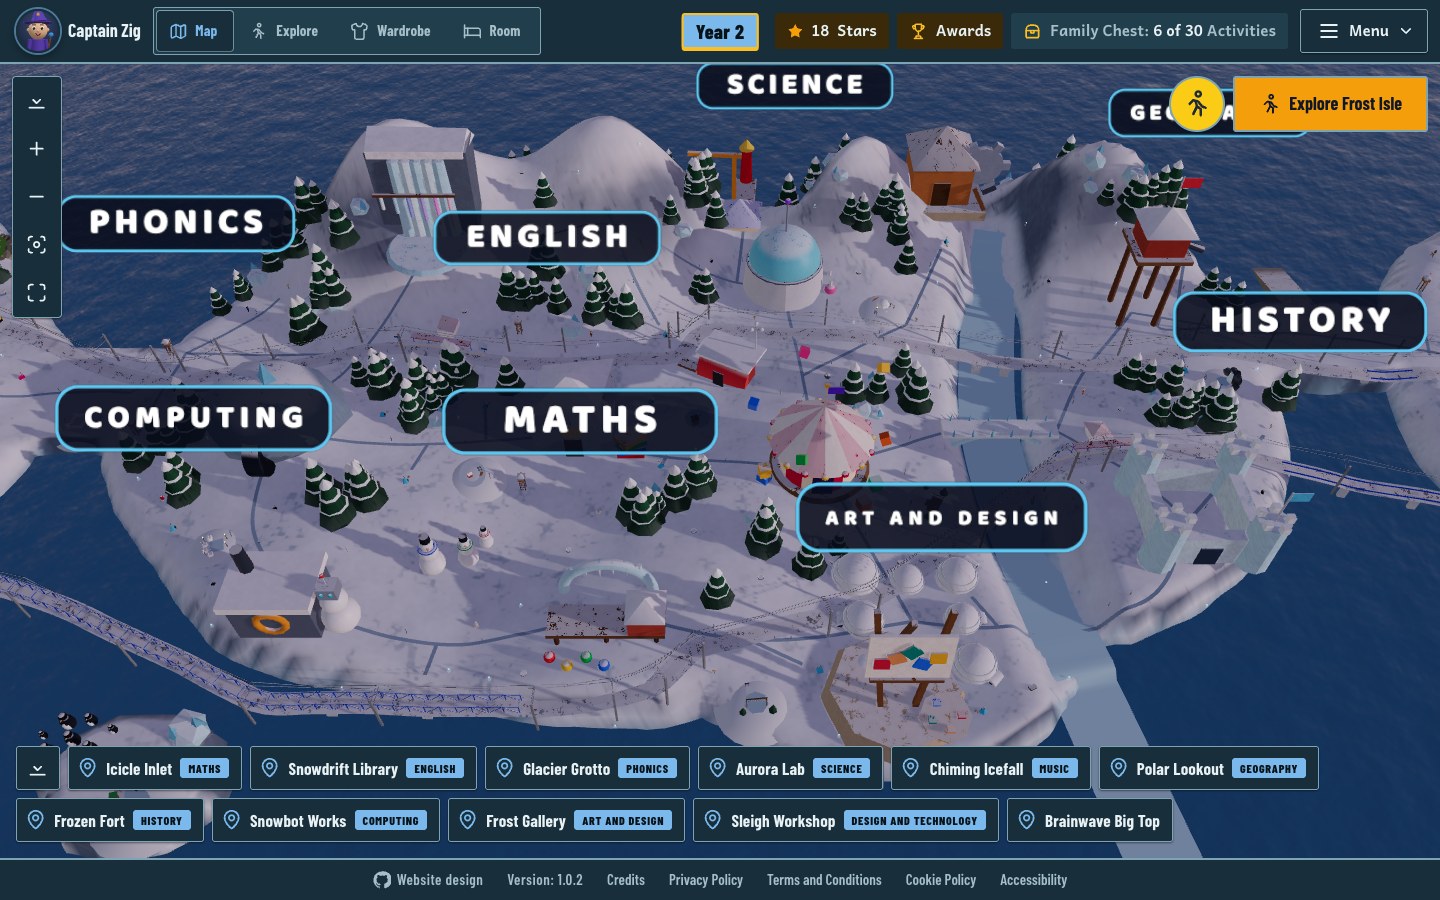 Captain Zig
Map
Explore
Wardrobe
Room
Year 2
18 Stars
Awards
Family Chest: 6 of 30 Activities
Menu
SCIENCE
Explore Frost Isle
PHONICS
ENGLISH
HISTORY
COMPUTING
MATHS
ART AND DESIGN
Icicle Inlet MATHS
Snowdrift Library ENGLISH
Glacier Grotto PHONICS
Aurora Lab SCIENCE
Chiming Icefall MUSIC
Polar Lookout GEOGRAPHY
Frozen Fort HISTORY
Snowbot Works COMPUTING
Frost Gallery ART AND DESIGN
Sleigh Workshop DESIGN AND TECHNOLOGY
Brainwave Big Top
Website design
Version: 1.0.2
Credits
Privacy Policy
Terms and Conditions
Cookie Policy
Accessibility